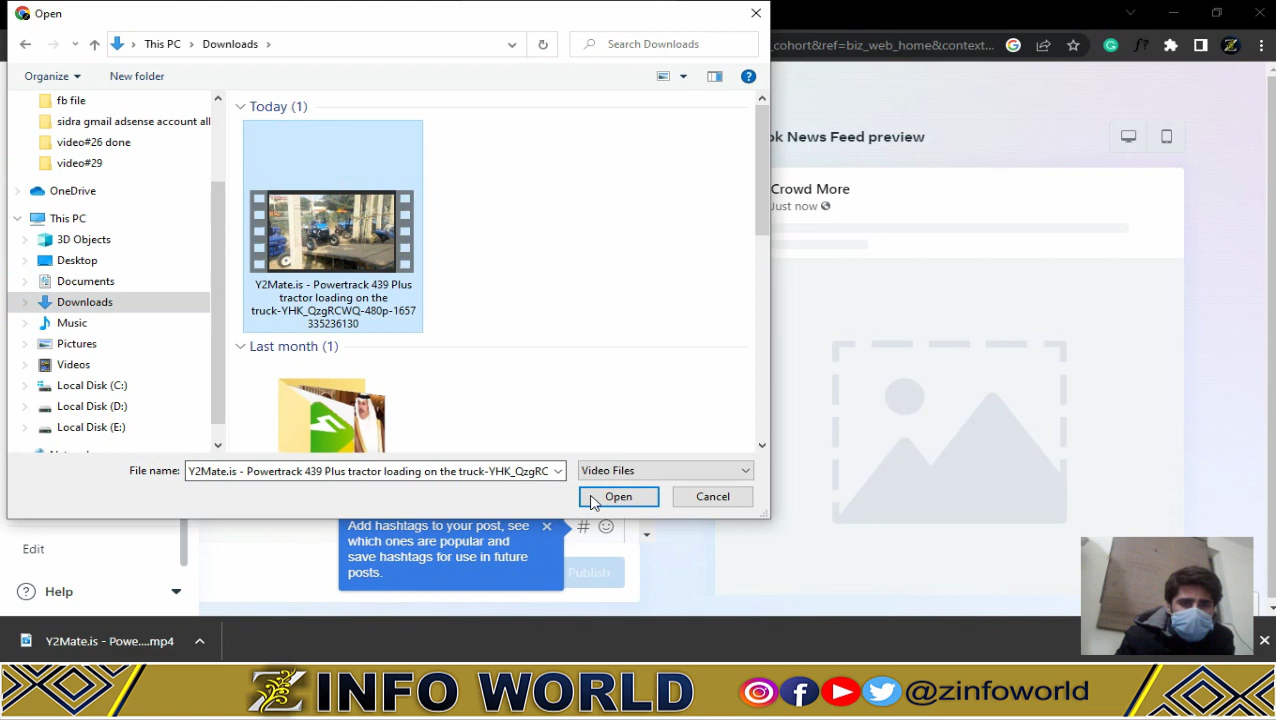 Open
This PC
Downloads
Search Downloads
_cohort&ref=biz_web_home&context...
Organize
New folder
fb file
sidra gmail adsense account all
video#26 done
video#29
OneDrive
This PC
3D Objects
Desktop
Documents
Downloads
Music
Pictures
Videos
Local Disk (C:)
Local Disk (D:)
Local Disk (E:)
Today (1)
Y2Mate.is - Powertrack 439 Plus
tractor loading on the
truck-YHK_QzgRCWQ-480p-1657
335236130
Last month (1)
File name:
Y2Mate.is - Powertrack 439 Plus tractor loading on the truck-YHK_QzgRC
Video Files
Open
Cancel
ok News Feed preview
Crowd More
Just now
Edit
Help
Add hashtags to your post, see
which ones are popular and
save hashtags for use in future
posts.
Publish
Y2Mate.is - Powe....mp4
Z INFO WORLD
@zinfoworld